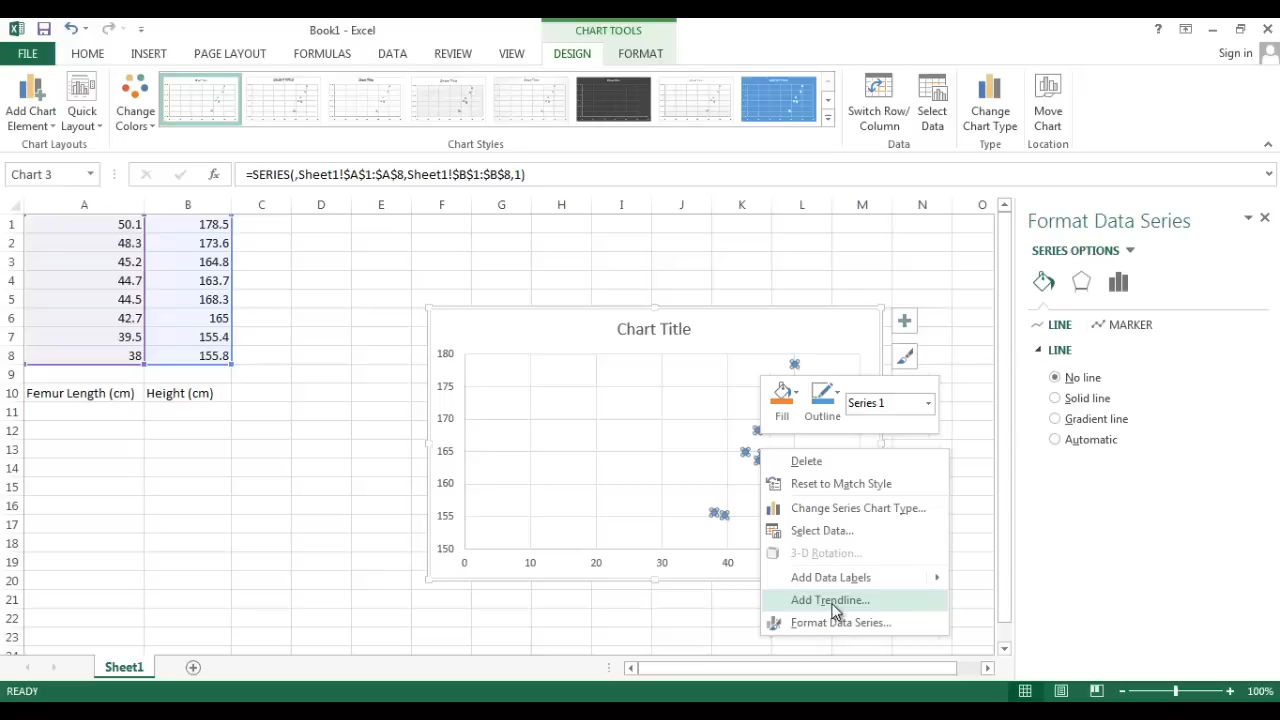 Book1 - Excel
CHART TOOLS
?
FILE HOME INSERT PAGE LAYOUT FORMULAS DATA REVIEW VIEW DESIGN FORMAT Sign in
Add Chart Element
Quick Layout
Change Colors
Switch Row/ Column
Select Data
Change Chart Type
Move Chart
Chart Layouts Chart Styles Data Type Location
Chart 3 fx =SERIES(,Sheet1!$A$1:$A$8,Sheet1!$B$1:$B$8,1)
A B C D E F G H I J K L M N O
1 50.1 178.5
2 48.3 173.6
3 45.2 164.8
4 44.7 163.7
5 44.5 168.3
6 42.7 165
7 39.5 155.4
8 38 155.8
9
10 Femur Length (cm) Height (cm)
11
12
13
14
15
16
17
18
19
20
21
22
23
Chart Title
180
175
170
165
160
155
150
0 10 20 30 40
Fill Outline Series 1
Delete
Reset to Match Style
Change Series Chart Type...
Select Data...
3-D Rotation...
Add Data Labels
Add Trendline...
Format Data Series...
Format Data Series
SERIES OPTIONS
LINE MARKER
LINE
No line
Solid line
Gradient line
Automatic
Sheet1
READY 100%